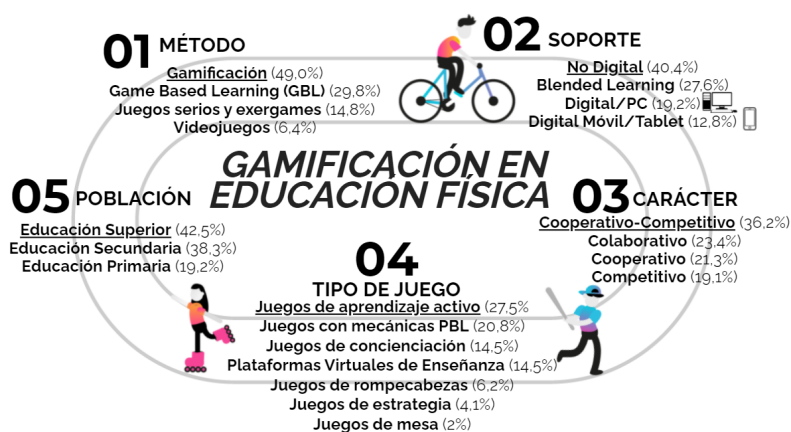 01 MÉTODO
Gamificación (49,0%)
Game Based Learning (GBL) (29,8%)
Juegos serios y exergames (14,8%)
Videojuegos (6,4%)
02 SOPORTE
No Digital (40,4%)
Blended Learning (27,6%)
Digital/PC (19,2%)
Digital Móvil/Tablet (12,8%)
GAMIFICACIÓN EN
EDUCACIÓN FÍSICA
03 CARÁCTER
Cooperativo-Competitivo (36,2%)
Colaborativo (23,4%)
Cooperativo (21,3%)
Competitivo (19,1%)
04
TIPO DE JUEGO
Juegos de aprendizaje activo (27,5%
Juegos con mecánicas PBL (20,8%)
Juegos de concienciación (14,5%)
Plataformas Virtuales de Enseñanza (14,5%)
Juegos de rompecabezas (6,2%)
Juegos de estrategia (4,1%)
Juegos de mesa (2%)
05 POBLACIÓN
Educación Superior (42,5%)
Educación Secundaria (38,3%)
Educación Primaria (19,2%)